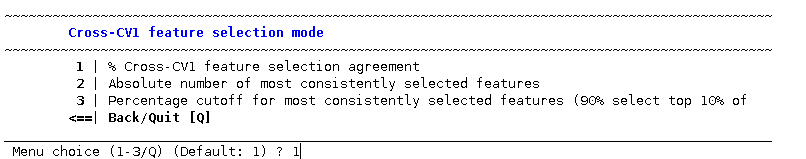 ~~~~~~~~~~~~~~~~~~~~~~~~~~~~~~~~~~~~~~~~~~~~~~~~~~~~~~~~~~~~~~~~~~~~~~~~~~~~~~~~~~~~~~~~~~~~~~~~
Cross-CV1 feature selection mode
~~~~~~~~~~~~~~~~~~~~~~~~~~~~~~~~~~~~~~~~~~~~~~~~~~~~~~~~~~~~~~~~~~~~~~~~~~~~~~~~~~~~~~~~~~~~~~~~
1 | % Cross-CV1 feature selection agreement
2 | Absolute number of most consistently selected features
3 | Percentage cutoff for most consistently selected features (90% select top 10% of
<==| Back/Quit [Q]
Menu choice (1-3/Q) (Default: 1) ? 1